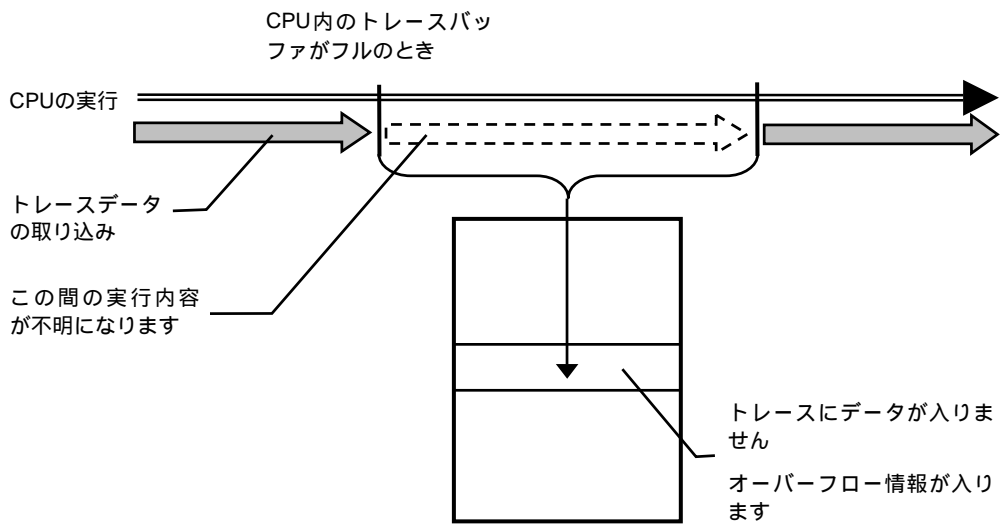 CPU内のトレースバッ
ファがフルのとき
CPUの実行
トレースデータ
の取り込み
この間の実行内容
が不明になります
トレースにデータが入りま
せん
オーバーフロー情報が入り
ます